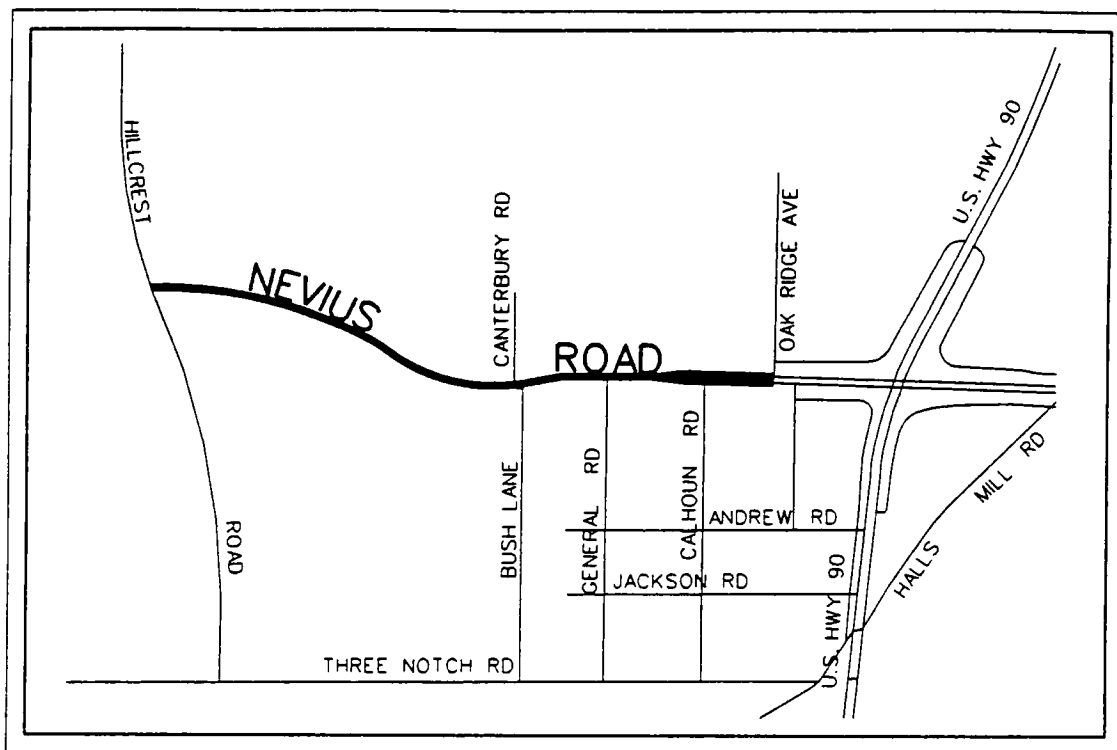 HILLCREST
ROAD
NEVIUS
ROAD
CANTERBURY RD
OAK RIDGE AVE
U.S. HWY 90
BUSH LANE
GENERAL RD
CALHOUN RD
ANDREW RD
JACKSON RD
U.S. HWY 90
HALLS MILL RD
THREE NOTCH RD